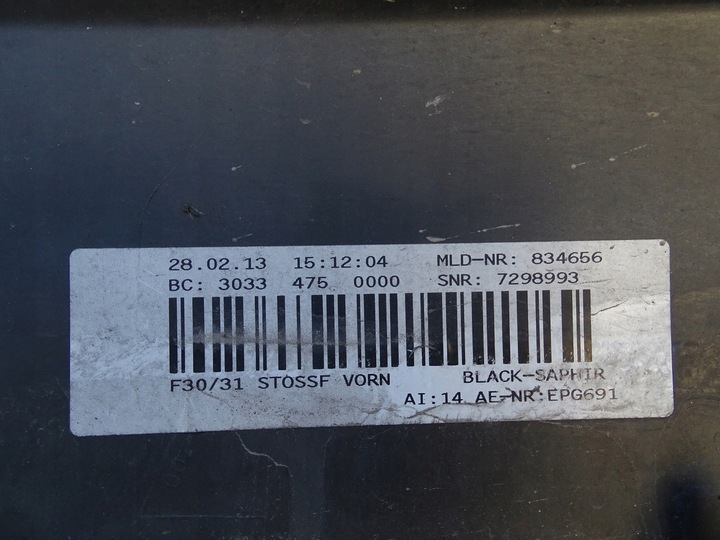 28.02.13 15:12:04 MLD-NR: 834656
BC: 3033 475 0000 SNR: 7298993
F30/31 STOSSF VORN BLACK-SAPHIR
AI:14 AE-NR:EPG691